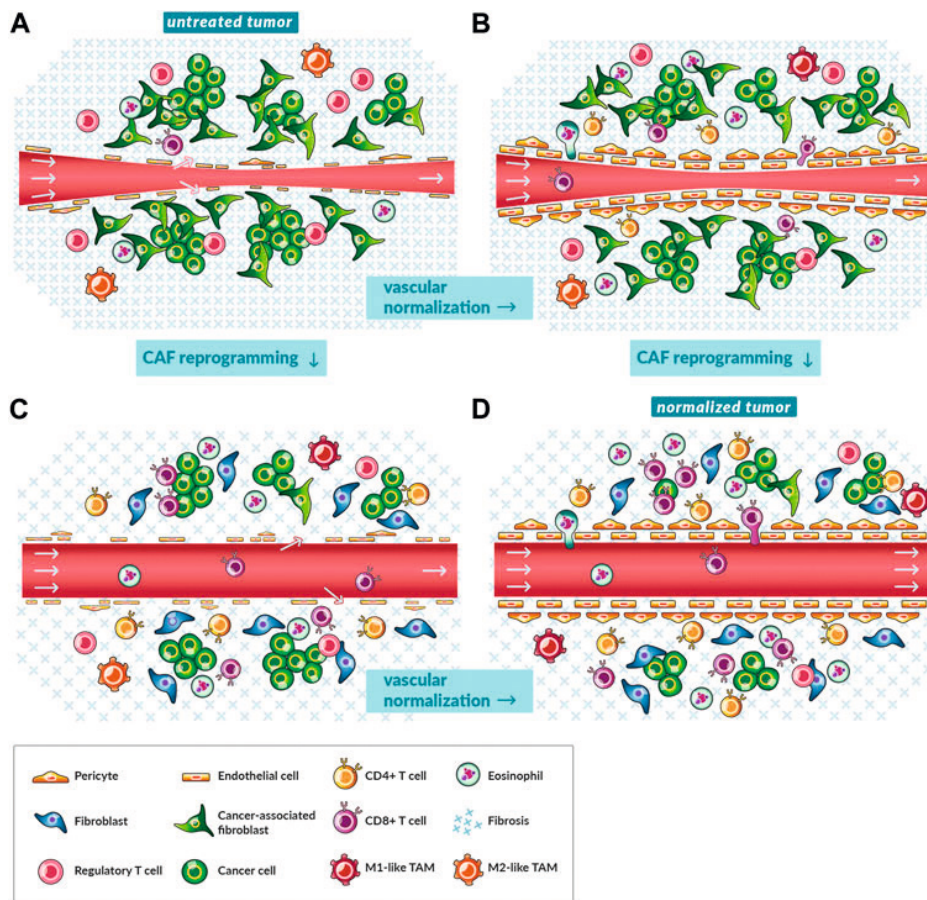 A
untreated tumor
B
vascular
normalization →
CAF reprogramming ↓
CAF reprogramming ↓
C
D
normalized tumor
vascular
normalization →
Pericyte
Endothelial cell
CD4+ T cell
Eosinophil
Fibroblast
Cancer-associated
fibroblast
CD8+ T cell
Fibrosis
Regulatory T cell
Cancer cell
M1-like TAM
M2-like TAM